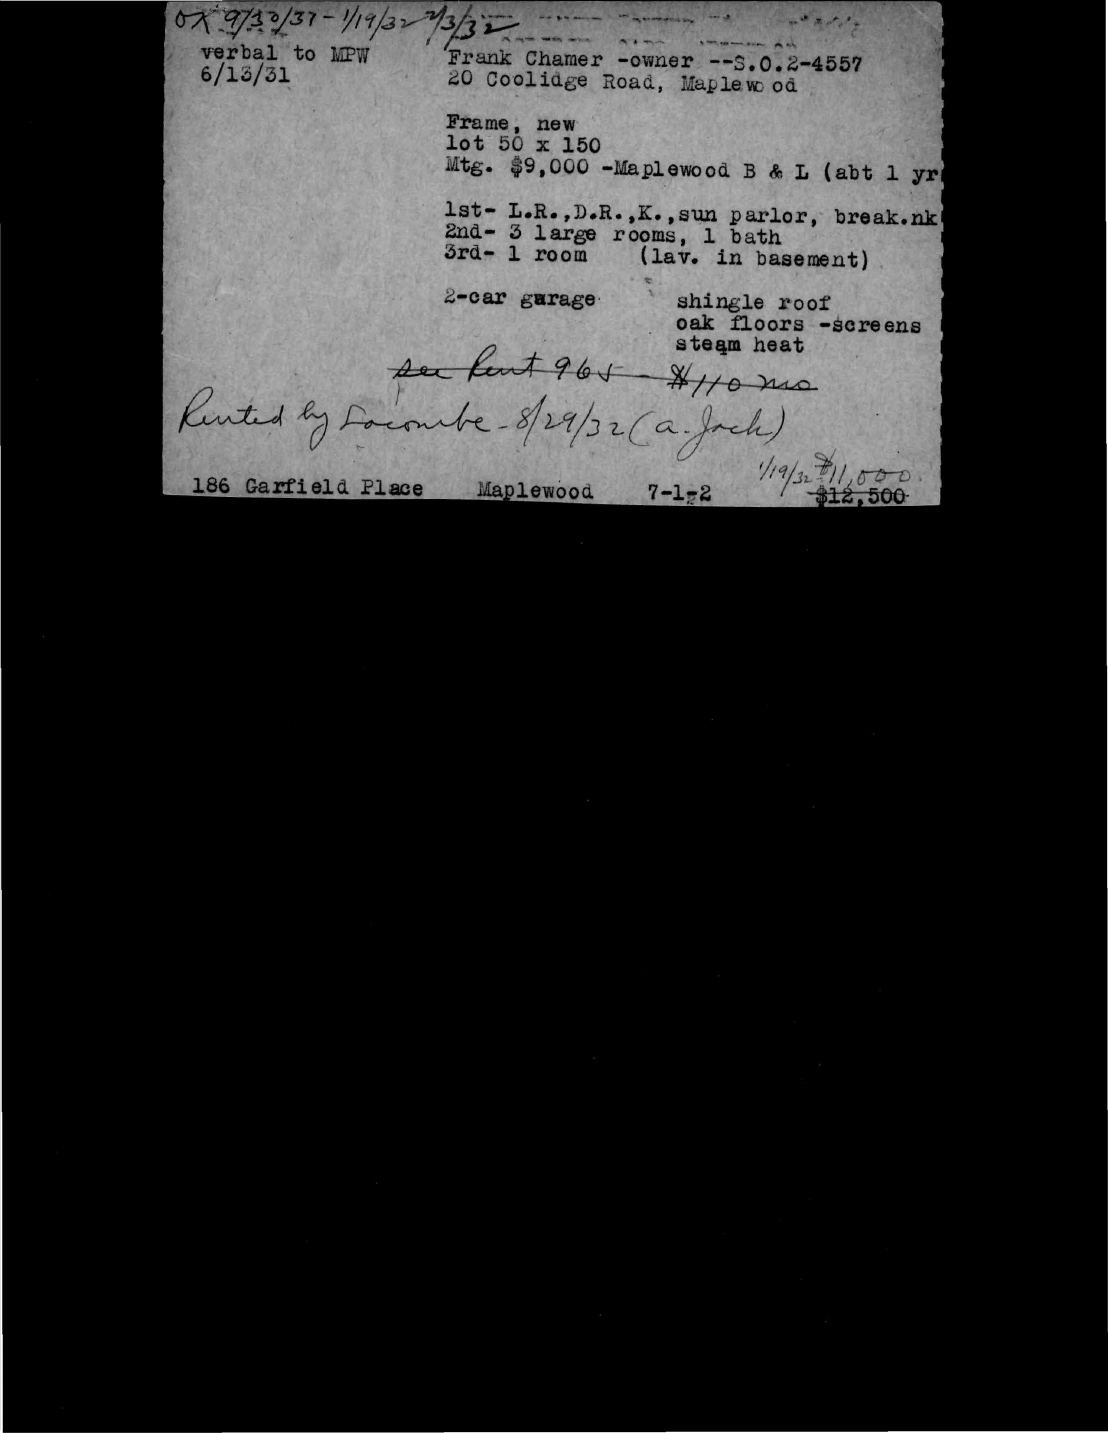 OK 9/30/31 - 1/19/32 2/3/32
verbal to MPW
6/13/31
Frank Chamer -owner --S.O.2-4557
20 Coolidge Road, Maplewood
Frame, new
lot 50 x 150
Mtg. $9,000 -Maplewood B & L (abt 1 yr
1st- L.R.,D.R.,K.,sun parlor, break.nk
2nd- 3 large rooms, 1 bath
3rd- 1 room (lav. in basement)
2-car garage shingle roof
oak floors -screens
steam heat
see Rent 965 - $110 mo
Rented by Lacombe - 8/29/32 (A. Jack)
1/19/32 $11,000
186 Garfield Place Maplewood 7-1-2 $12,500